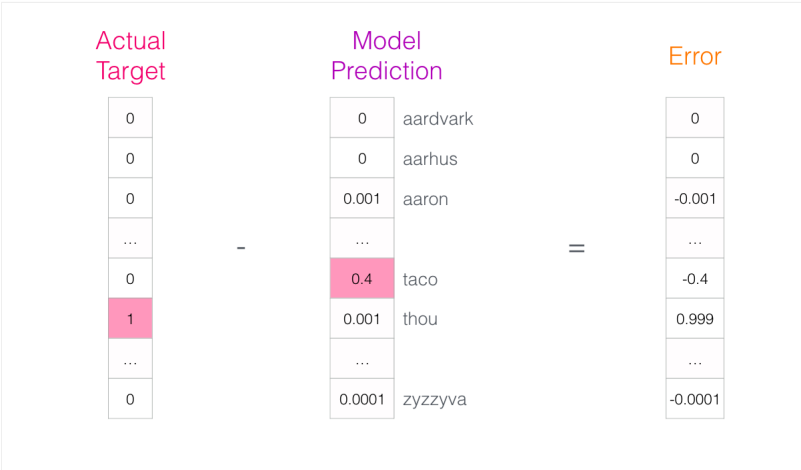 Actual
Target
Model
Prediction
Error
0 0 aardvark 0
0 0 aarhus 0
0 0.001 aaron -0.001
... ... ...
- =
0 0.4 taco -0.4
1 0.001 thou 0.999
... ... ...
0 0.0001 zyzzyva -0.0001